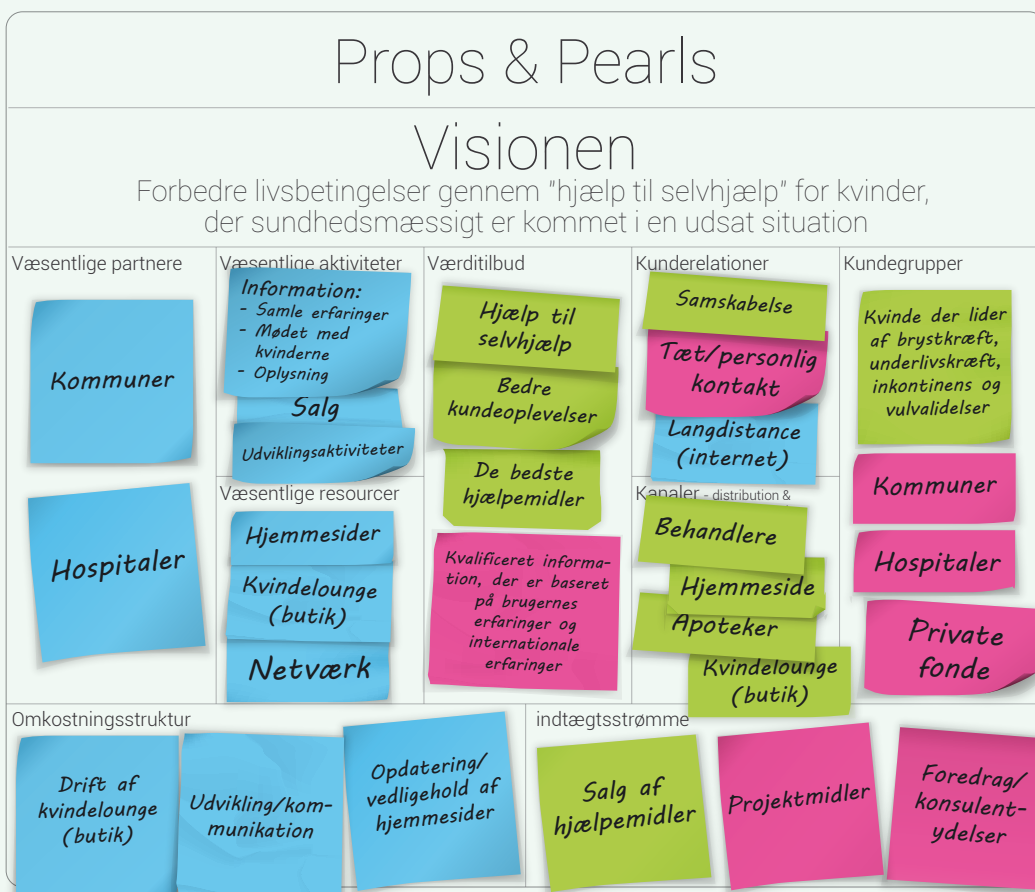 Props & Pearls
Visionen
Forbedre livsbetingelser gennem "hjælp til selvhjælp" for kvinder,
der sundhedsmæssigt er kommet i en udsat situation
Væsentlige partnere
Kommuner
Hospitaler
Væsentlige aktiviteter
Information:
- Samle erfaringer
- Mødet med
kvinderne
- Oplysning
Salg
Udviklingsaktiviteter
Væsentlige resourcer
Hjemmesider
Kvindelounge
(butik)
Netværk
Værditilbud
Hjælp til
selvhjælp
Bedre
kundeoplevelser
De bedste
hjælpemidler
Kvalificeret informa-
tion, der er baseret
på brugernes
erfaringer og
internationale
erfaringer
Kunderelationer
Samskabelse
Tæt/personlig
kontakt
Langdistance
(internet)
Kanaler - distribution &
Behandlere
Hjemmeside
Apoteker
Kvindelounge
(butik)
Kundegrupper
Kvinde der lider
af brystkræft,
underlivskræft,
inkontinens og
vulvalidelser
Kommuner
Hospitaler
Private
fonde
Omkostningsstruktur
Drift af
kvindelounge
(butik)
Udvikling/kom-
munikation
Opdatering/
vedligehold af
hjemmesider
indtægtsstrømme
Salg af
hjælpemidler
Projektmidler
Foredrag/
konsulent-
ydelser